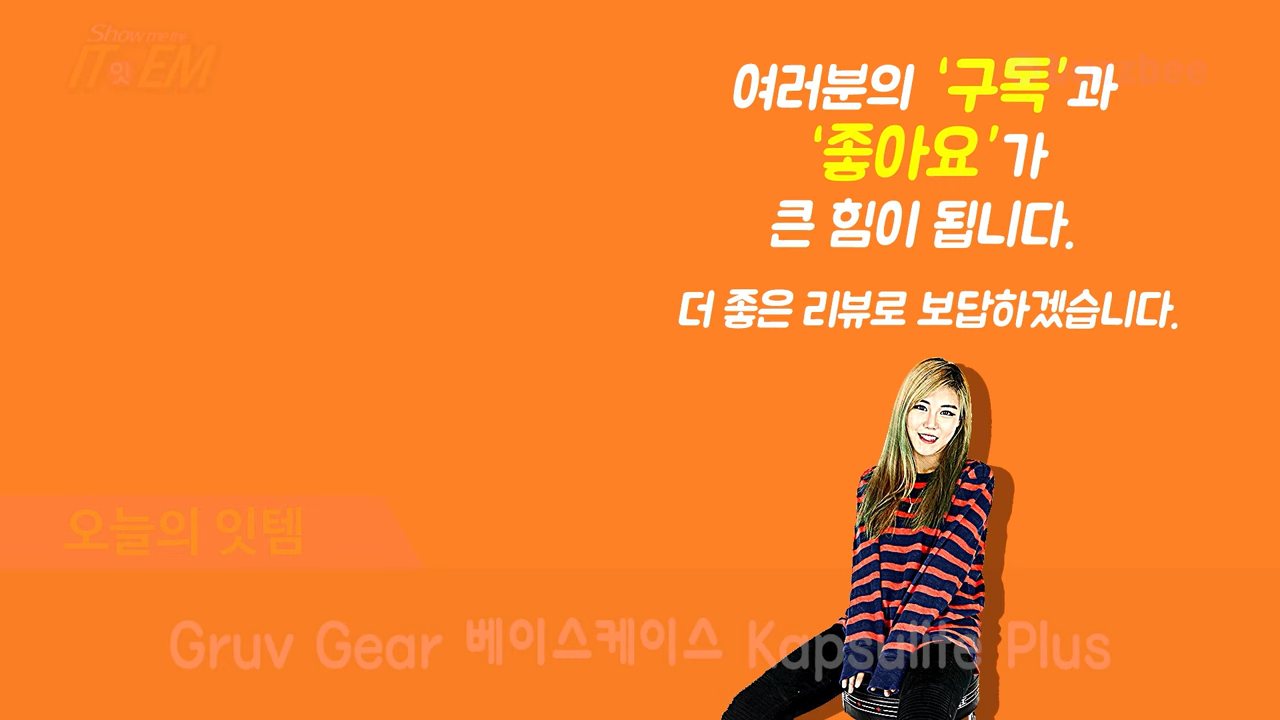 Show me the
IT잇EM
여러분의 '구독'과
'좋아요'가
큰 힘이 됩니다.
더 좋은 리뷰로 보답하겠습니다.
오늘의 잇템
Gruv Gear 베이스케이스 Kapsulite Plus